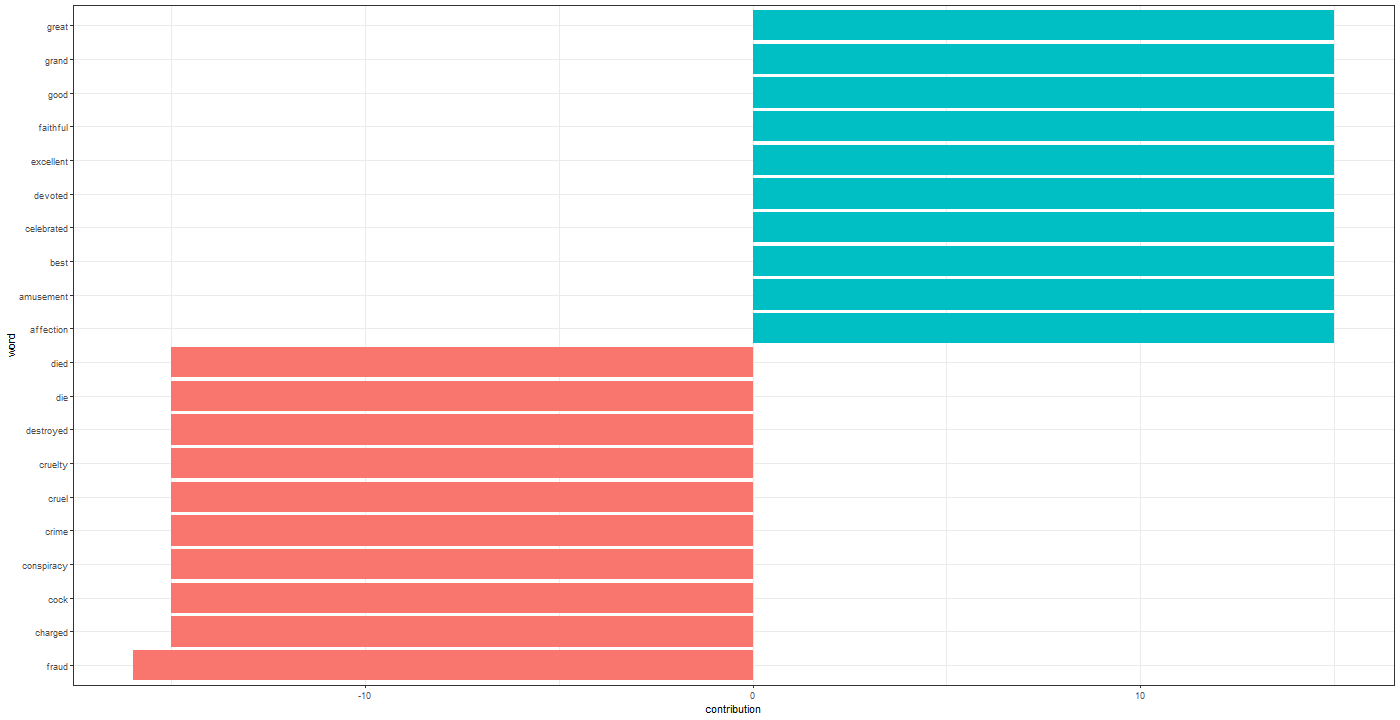 great
grand
good
faithful
excellent
devoted
celebrated
best
amusement
affection
died
die
destroyed
cruelty
cruel
crime
conspiracy
cock
charged
fraud
word
-10 0 10
contribution